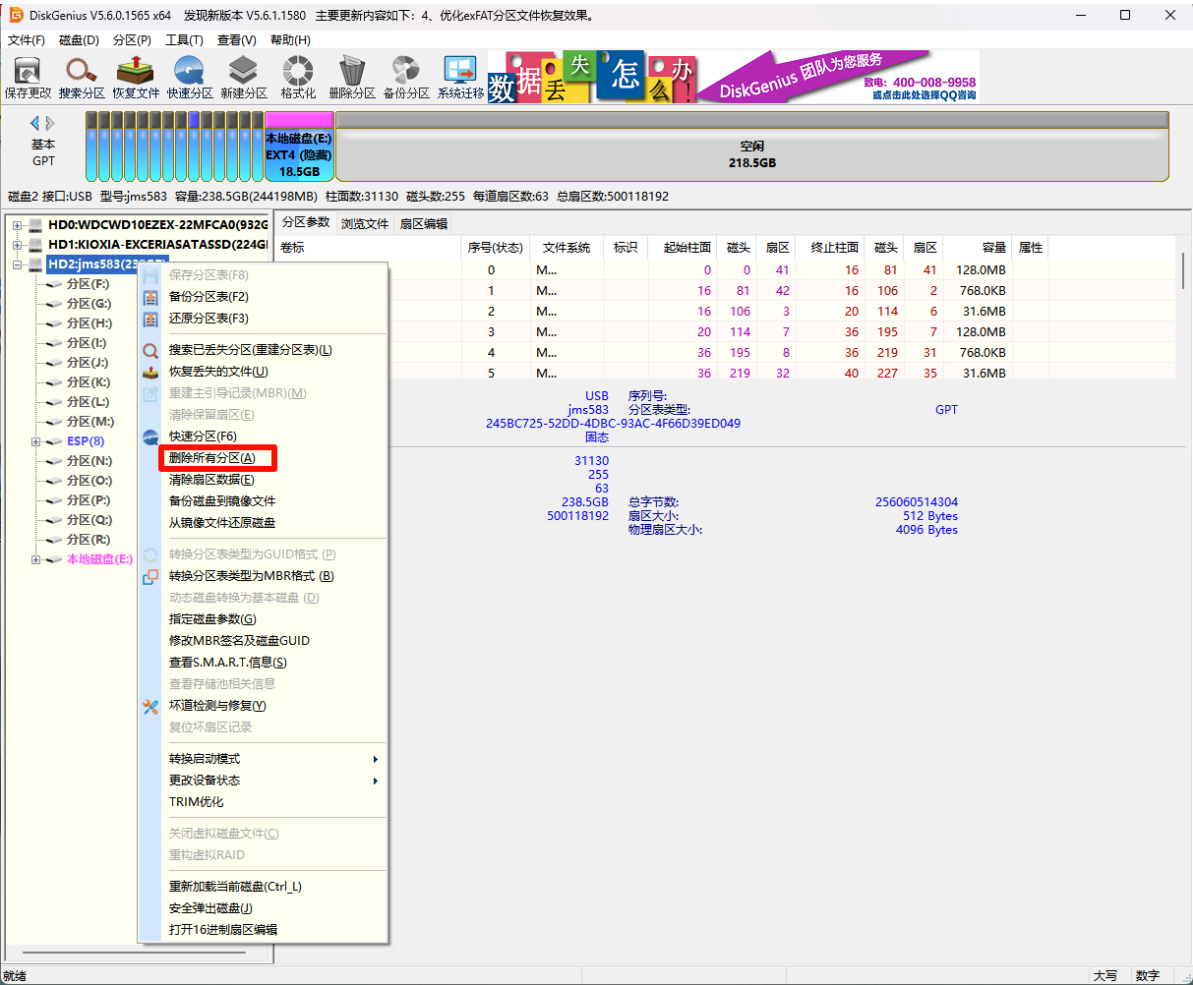 DiskGenius V5.6.0.1565 x64 发现新版本 V5.6.1.1580 主要更新内容如下：4、优化exFAT分区文件恢复效果。
文件(F) 磁盘(D) 分区(P) 工具(T) 查看(V) 帮助(H)
保存更改 搜索分区 恢复文件 快速分区 新建分区 格式化 删除分区 备份分区 系统迁移
数据丢失怎么办!
DiskGenius 团队为您服务
致电：400-008-9958
或点击此处选择QQ咨询
基本
GPT
本地磁盘(E:)
EXT4 (隐藏)
18.5GB
空闲
218.5GB
磁盘2 接口:USB 型号:jms583 容量:238.5GB(244198MB) 柱面数:31130 磁头数:255 每道扇区数:63 总扇区数:500118192
HD0:WDCWD10EZEX-22MFCA0(932G
HD1:KIOXIA-EXCERIASATASSD(224GI
HD2:jms583(23
分区(F:)
分区(G:)
分区(H:)
分区(I:)
分区(J:)
分区(K:)
分区(L:)
分区(M:)
ESP(8)
分区(N:)
分区(O:)
分区(P:)
分区(Q:)
分区(R:)
本地磁盘(E:)
保存分区表(F8)
备份分区表(F2)
还原分区表(F3)
搜索已丢失分区(重建分区表)(L)
恢复丢失的文件(U)
重建主引导记录(MBR)(M)
清除保留扇区(E)
快速分区(F6)
删除所有分区(A)
清除扇区数据(E)
备份磁盘到镜像文件
从镜像文件还原磁盘
转换分区表类型为GUID格式 (P)
转换分区表类型为MBR格式 (B)
动态磁盘转换为基本磁盘 (D)
指定磁盘参数(G)
修改MBR签名及磁盘GUID
查看S.M.A.R.T.信息(S)
查看存储池相关信息
坏道检测与修复(Y)
复位坏扇区记录
转换启动模式
更改设备状态
TRIM优化
关闭虚拟磁盘文件(C)
重构虚拟RAID
重新加载当前磁盘(Ctrl_L)
安全弹出磁盘(J)
打开16进制扇区编辑
分区参数 浏览文件 扇区编辑
卷标 序号(状态) 文件系统 标识 起始柱面 磁头 扇区 终止柱面 磁头 扇区 容量 属性
0 M... 0 0 41 16 81 41 128.0MB
1 M... 16 81 42 16 106 2 768.0KB
2 M... 16 106 3 20 114 6 31.6MB
3 M... 20 114 7 36 195 7 128.0MB
4 M... 36 195 8 36 219 31 768.0KB
5 M... 36 219 32 40 227 35 31.6MB
USB 序列号:
jms583 分区表类型: GPT
245BC725-52DD-4DBC-93AC-4F66D39ED049
固态
31130
255
63
238.5GB 总字节数: 256060514304
500118192 扇区大小: 512 Bytes
物理扇区大小: 4096 Bytes
就绪 大写 数字